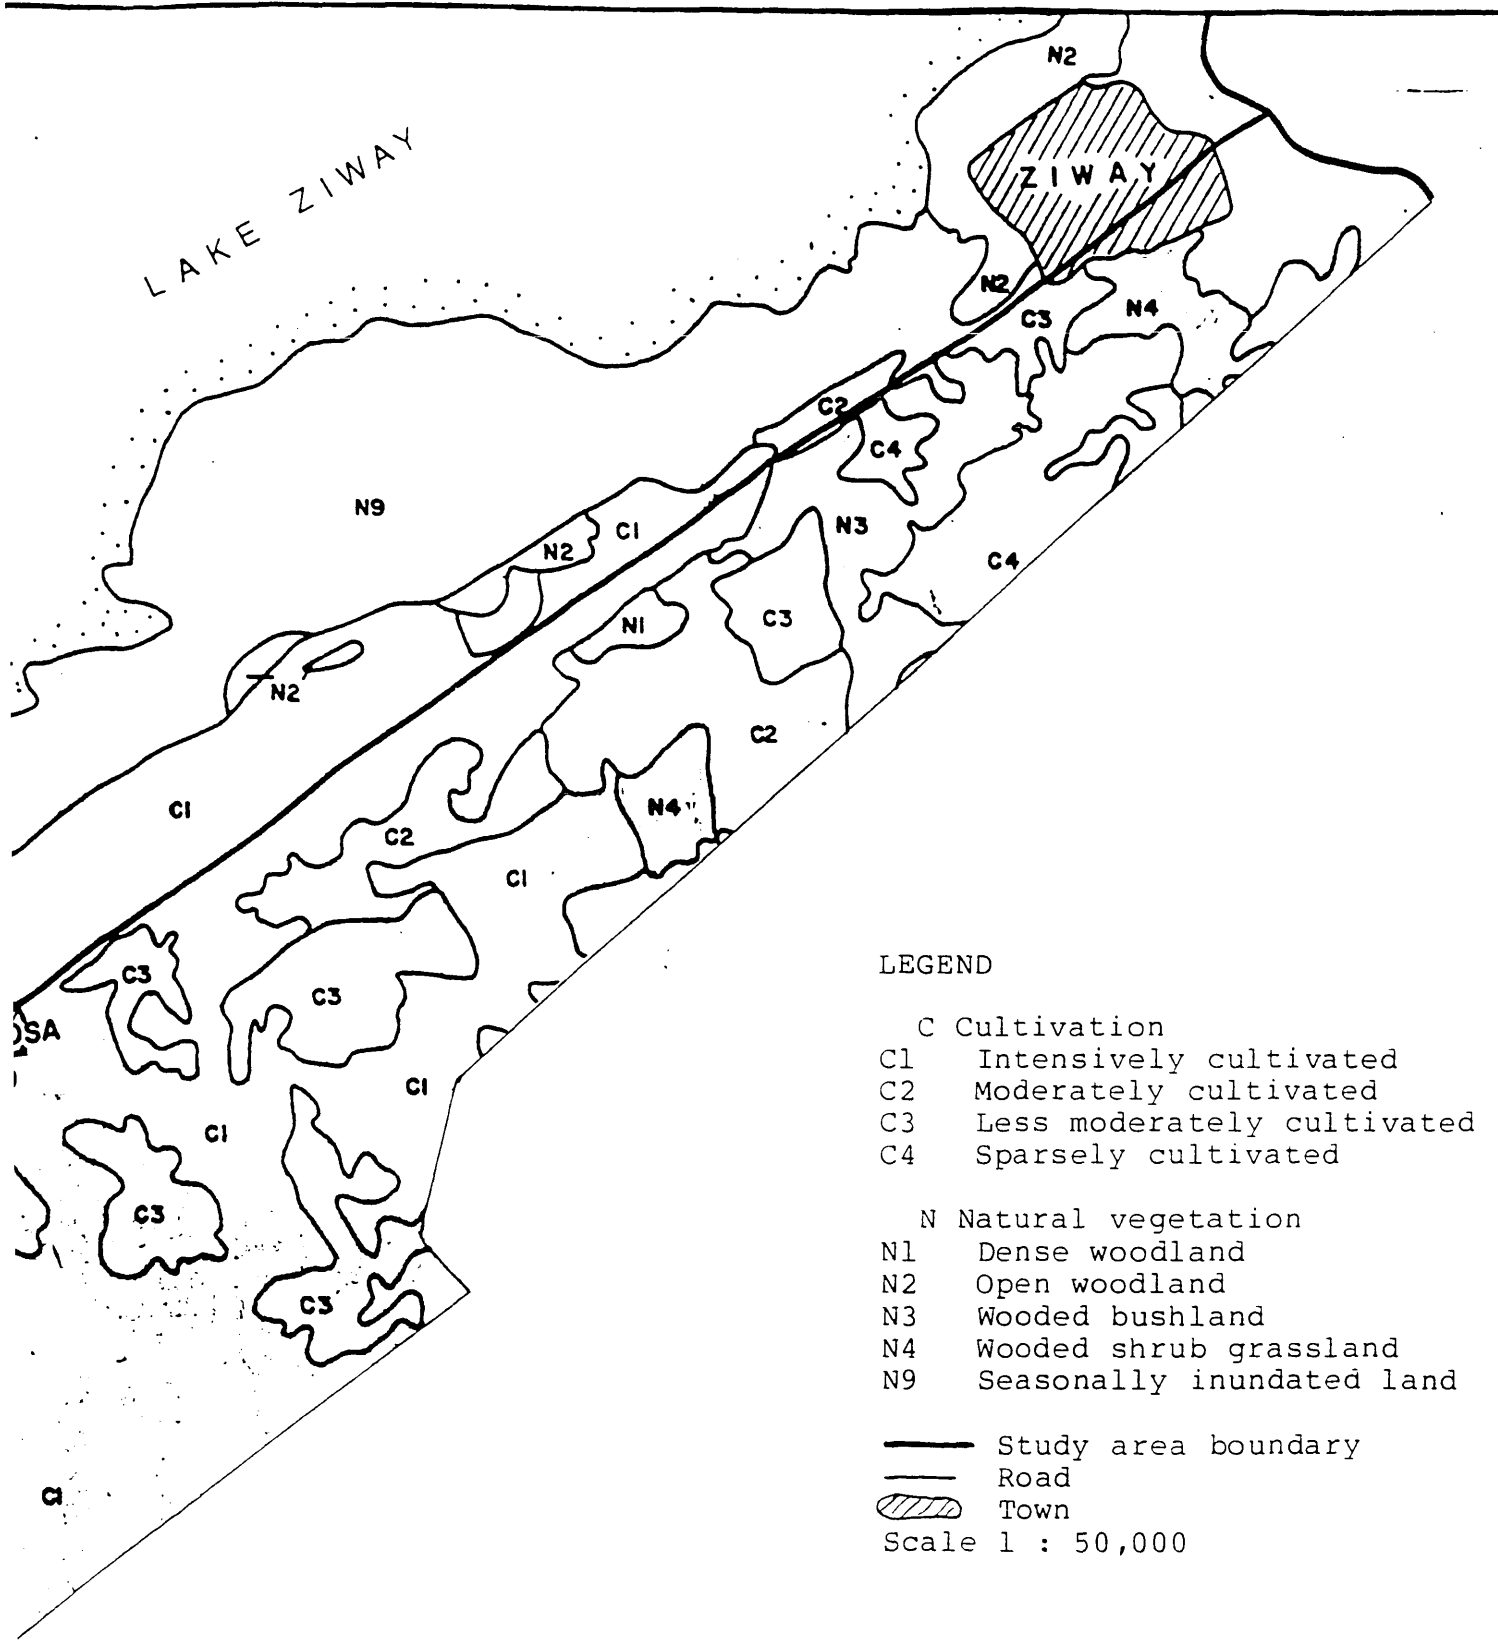 N2
ZIWAY
LAKE ZIWAY
N2
C3
N4
C2
C4
N9
N3
C1
N2
C4
C3
N1
N2
C2
C1
N4
C2
C1
C3
C3
C1
C1
C3
C3
C1
LEGEND
C Cultivation
C1 Intensively cultivated
C2 Moderately cultivated
C3 Less moderately cultivated
C4 Sparsely cultivated
N Natural vegetation
N1 Dense woodland
N2 Open woodland
N3 Wooded bushland
N4 Wooded shrub grassland
N9 Seasonally inundated land
Study area boundary
Road
Town
Scale 1 : 50,000